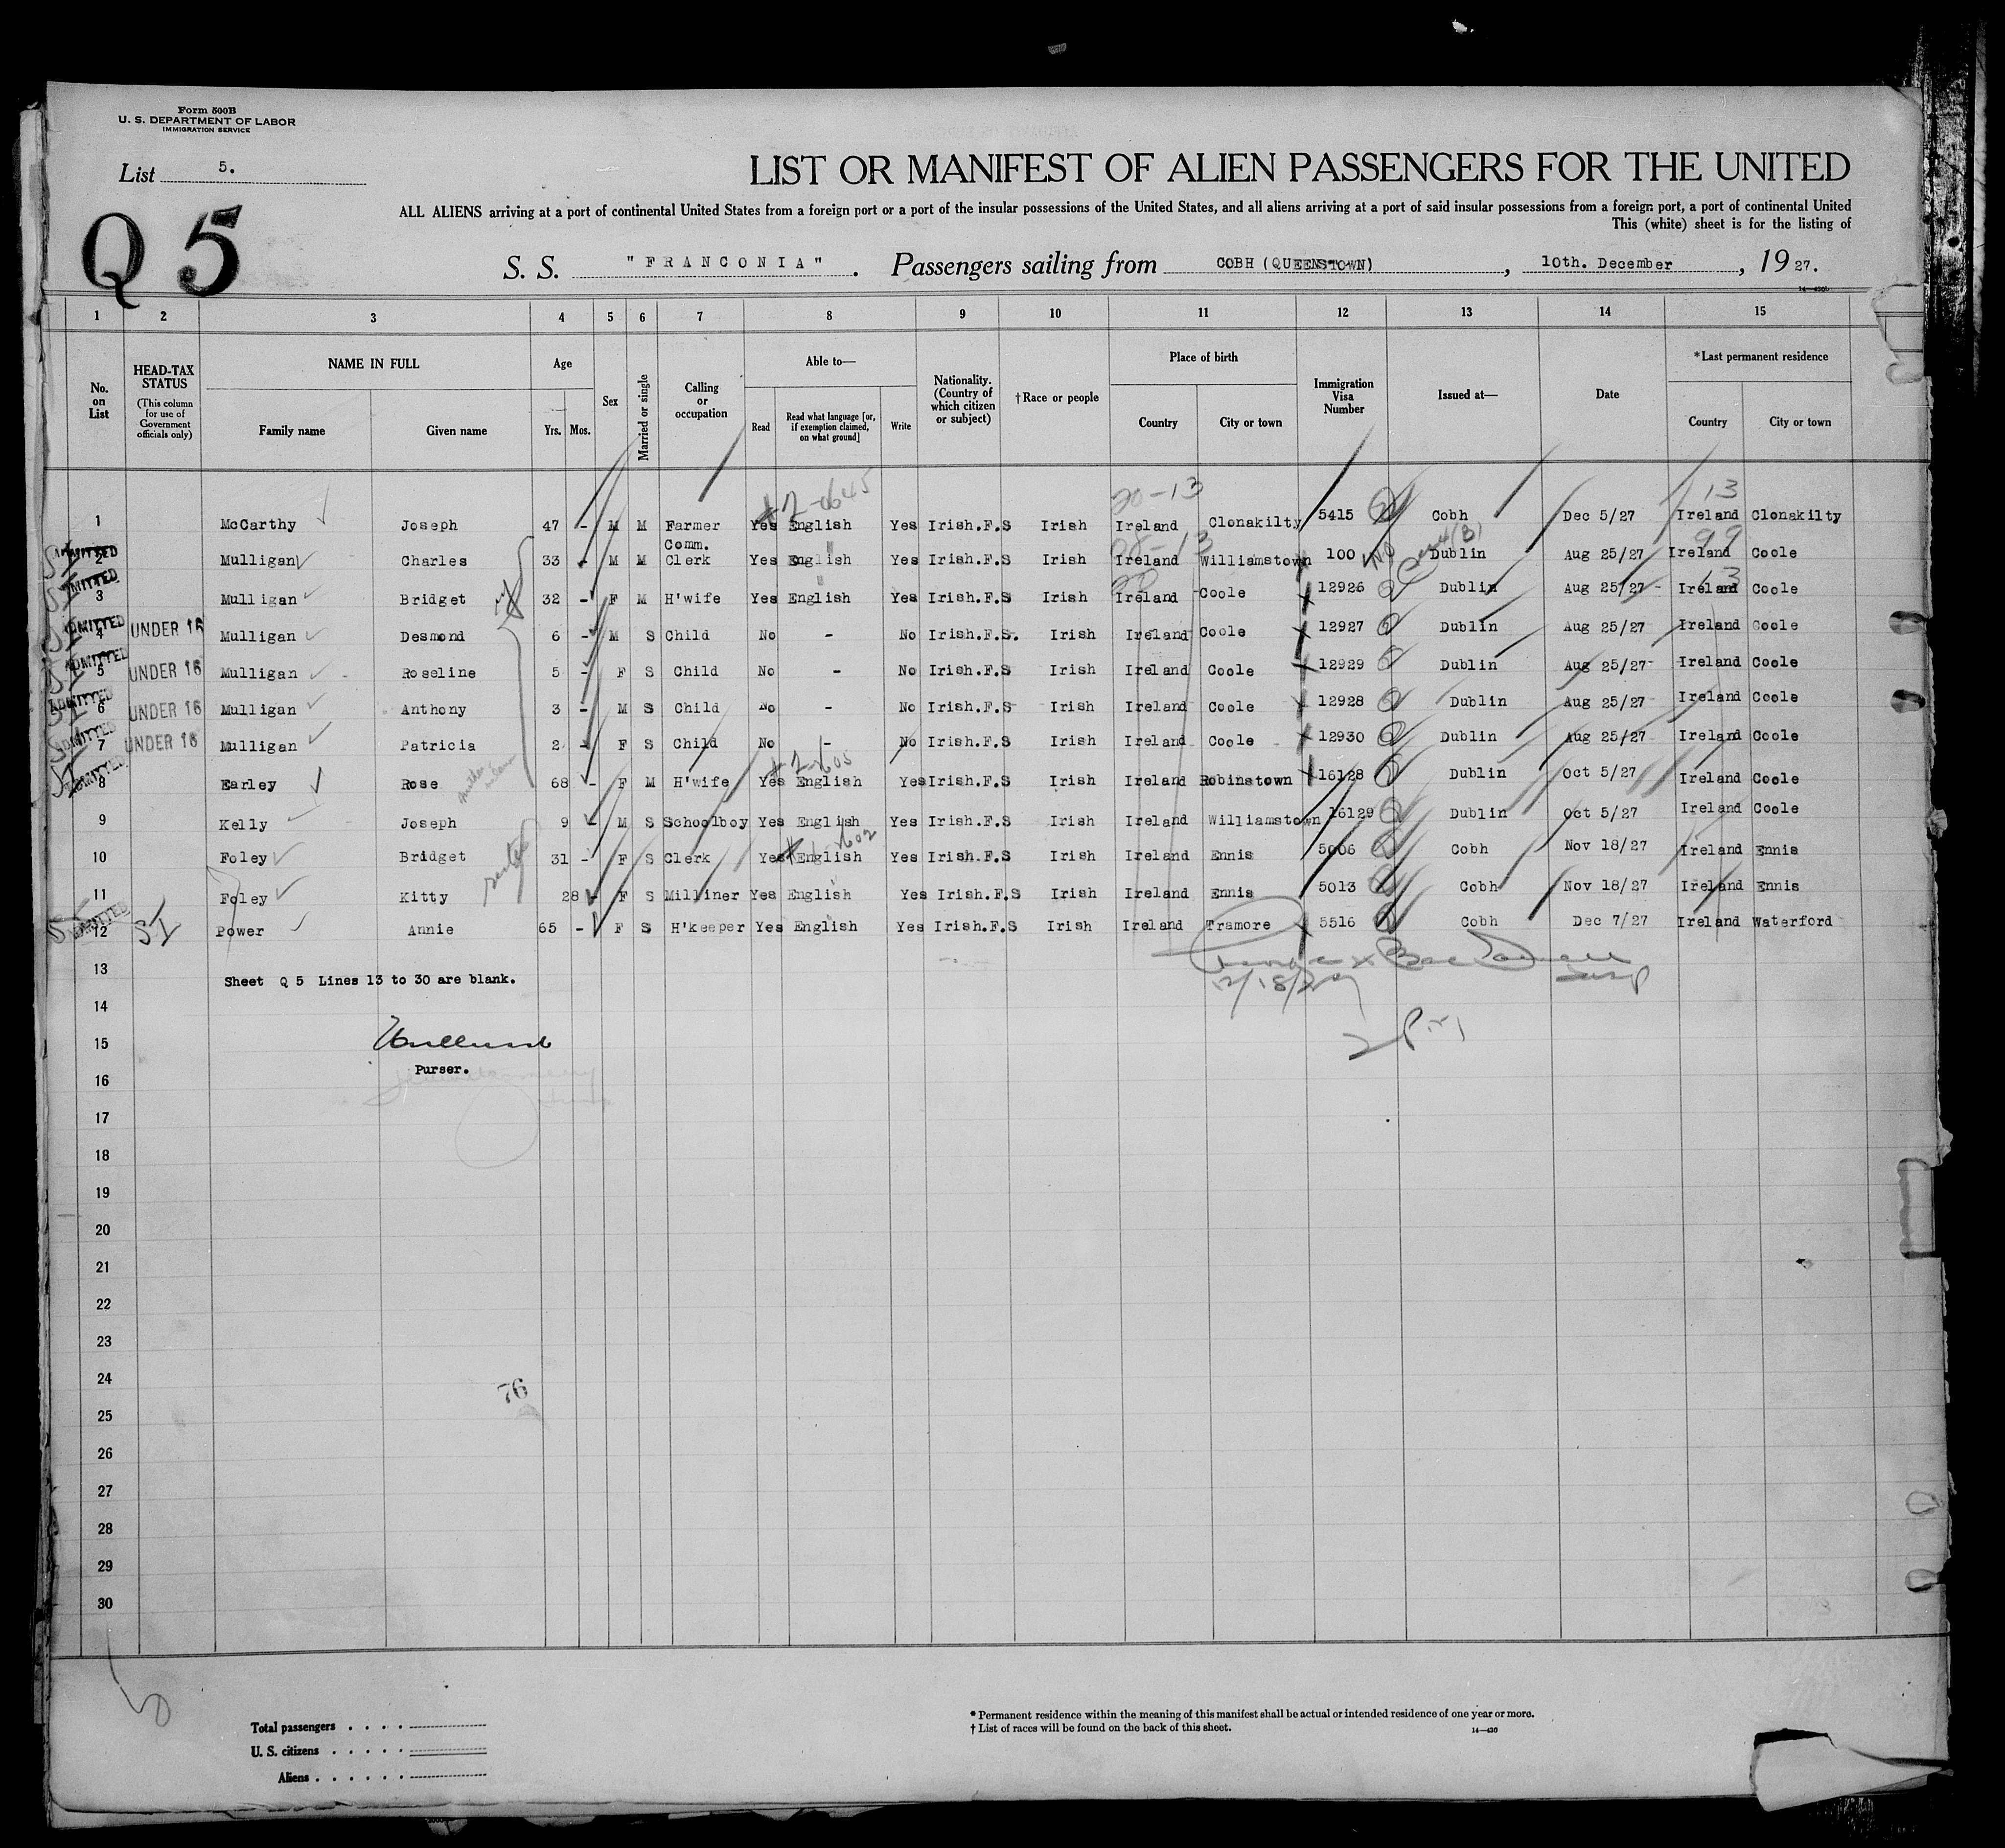 Form 500B
U. S. DEPARTMENT OF LABOR
IMMIGRATION SERVICE
List 5.
Q 5
LIST OR MANIFEST OF ALIEN PASSENGERS FOR THE UNITED
ALL ALIENS arriving at a port of continental United States from a foreign port or a port of the insular possessions of the United States, and all aliens arriving at a port of said insular possessions from a foreign port, a port of continental United
This (white) sheet is for the listing of
S. S. "FRANCONIA". Passengers sailing from COBH (QUEENSTOWN), 10th. December, 1927.
1 2 3 4 5 6 7 8 9 10 11 12 13 14 15
No. on List
HEAD-TAX STATUS
(This column for use of Government officials only)
NAME IN FULL
Family name Given name
Age
Yrs. Mos.
Sex
Married or single
Calling or occupation
Able to—
Read
Read what language [or, if exemption claimed, on what ground]
Write
Nationality. (Country of which citizen or subject)
†Race or people
Place of birth
Country City or town
Immigration Visa Number
Issued at—
Date
*Last permanent residence
Country City or town
20-13 13
1 McCarthy Joseph 47 - M M Farmer Yes English Yes Irish.F.S Irish Ireland Clonakilty 5415 Cobh Dec 5/27 Ireland Clonakilty
ADMITTED 2 Mulligan Charles 33 - M M Comm. Clerk Yes English Yes Irish.F.S Irish Ireland Williamstown 100 Dublin Aug 25/27 Ireland Coole
ADMITTED 3 Mulligan Bridget 32 - F M H'wife Yes English Yes Irish.F.S Irish Ireland Coole 12926 Dublin Aug 25/27 Ireland Coole
ADMITTED 4 UNDER 16 Mulligan Desmond 6 - M S Child No - No Irish.F.S. Irish Ireland Coole 12927 Dublin Aug 25/27 Ireland Coole
ADMITTED 5 UNDER 16 Mulligan Roseline 5 - F S Child No - No Irish.F.S Irish Ireland Coole 12929 Dublin Aug 25/27 Ireland Coole
ADMITTED 6 UNDER 16 Mulligan Anthony 3 - M S Child No - No Irish.F.S Irish Ireland Coole 12928 Dublin Aug 25/27 Ireland Coole
ADMITTED 7 UNDER 16 Mulligan Patricia 2 - F S Child No - No Irish.F.S Irish Ireland Coole 12930 Dublin Aug 25/27 Ireland Coole
ADMITTED 8 Earley Rose 68 - F M H'wife Yes English Yes Irish.F.S Irish Ireland Robinstown 16128 Dublin Oct 5/27 Ireland Coole
9 Kelly Joseph 9 - M S Schoolboy Yes English Yes Irish.F.S Irish Ireland Williamstown 16129 Dublin Oct 5/27 Ireland Coole
10 Foley Bridget 31 - F S Clerk Yes English Yes Irish.F.S Irish Ireland Ennis 5006 Cobh Nov 18/27 Ireland Ennis
11 Foley Kitty 28 - F S Milliner Yes English Yes Irish.F.S Irish Ireland Ennis 5013 Cobh Nov 18/27 Ireland Ennis
ADMITTED 12 SI Power Annie 65 - F S H'keeper Yes English Yes Irish.F.S Irish Ireland Tramore 5516 Cobh Dec 7/27 Ireland Waterford
13 Sheet Q 5 Lines 13 to 30 are blank.
12/18/27
14
15
Purser.
16
17
18
19
20
21
22
23
24
76
25
26
27
28
29
30
Total passengers
U. S. citizens
Aliens
* Permanent residence within the meaning of this manifest shall be actual or intended residence of one year or more.
† List of races will be found on the back of this sheet.
14—430